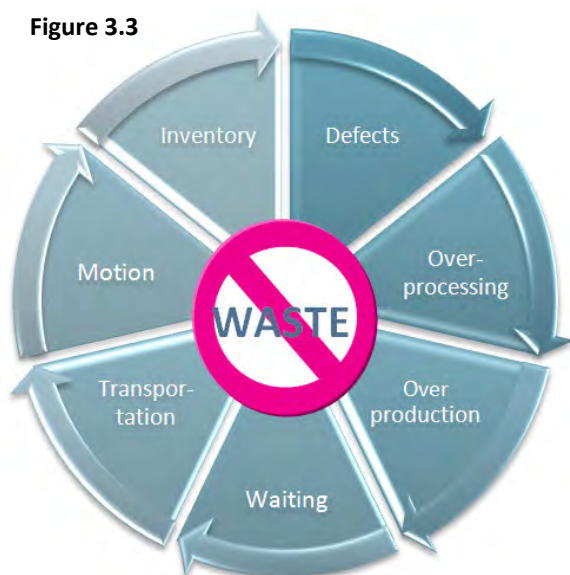 Figure 3.3
Inventory
Defects
Motion
Over-
processing
WASTE
Transpor-
tation
Over
production
Waiting